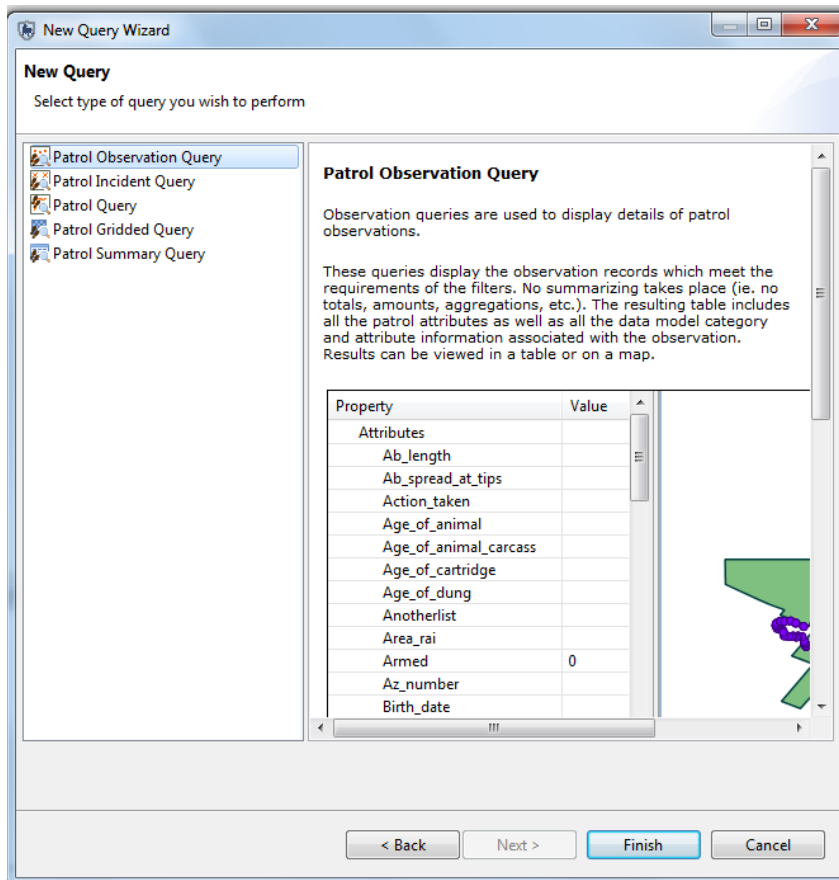 New Query Wizard
New Query
Select type of query you wish to perform
Patrol Observation Query
Patrol Incident Query
Patrol Query
Patrol Gridded Query
Patrol Summary Query
Patrol Observation Query
Observation queries are used to display details of patrol
observations.
These queries display the observation records which meet the
requirements of the filters. No summarizing takes place (ie. no
totals, amounts, aggregations, etc.). The resulting table includes
all the patrol attributes as well as all the data model category
and attribute information associated with the observation.
Results can be viewed in a table or on a map.
Property Value
Attributes
Ab_length
Ab_spread_at_tips
Action_taken
Age_of_animal
Age_of_animal_carcass
Age_of_cartridge
Age_of_dung
Anotherlist
Area_rai
Armed 0
Az_number
Birth_date
< Back Next > Finish Cancel